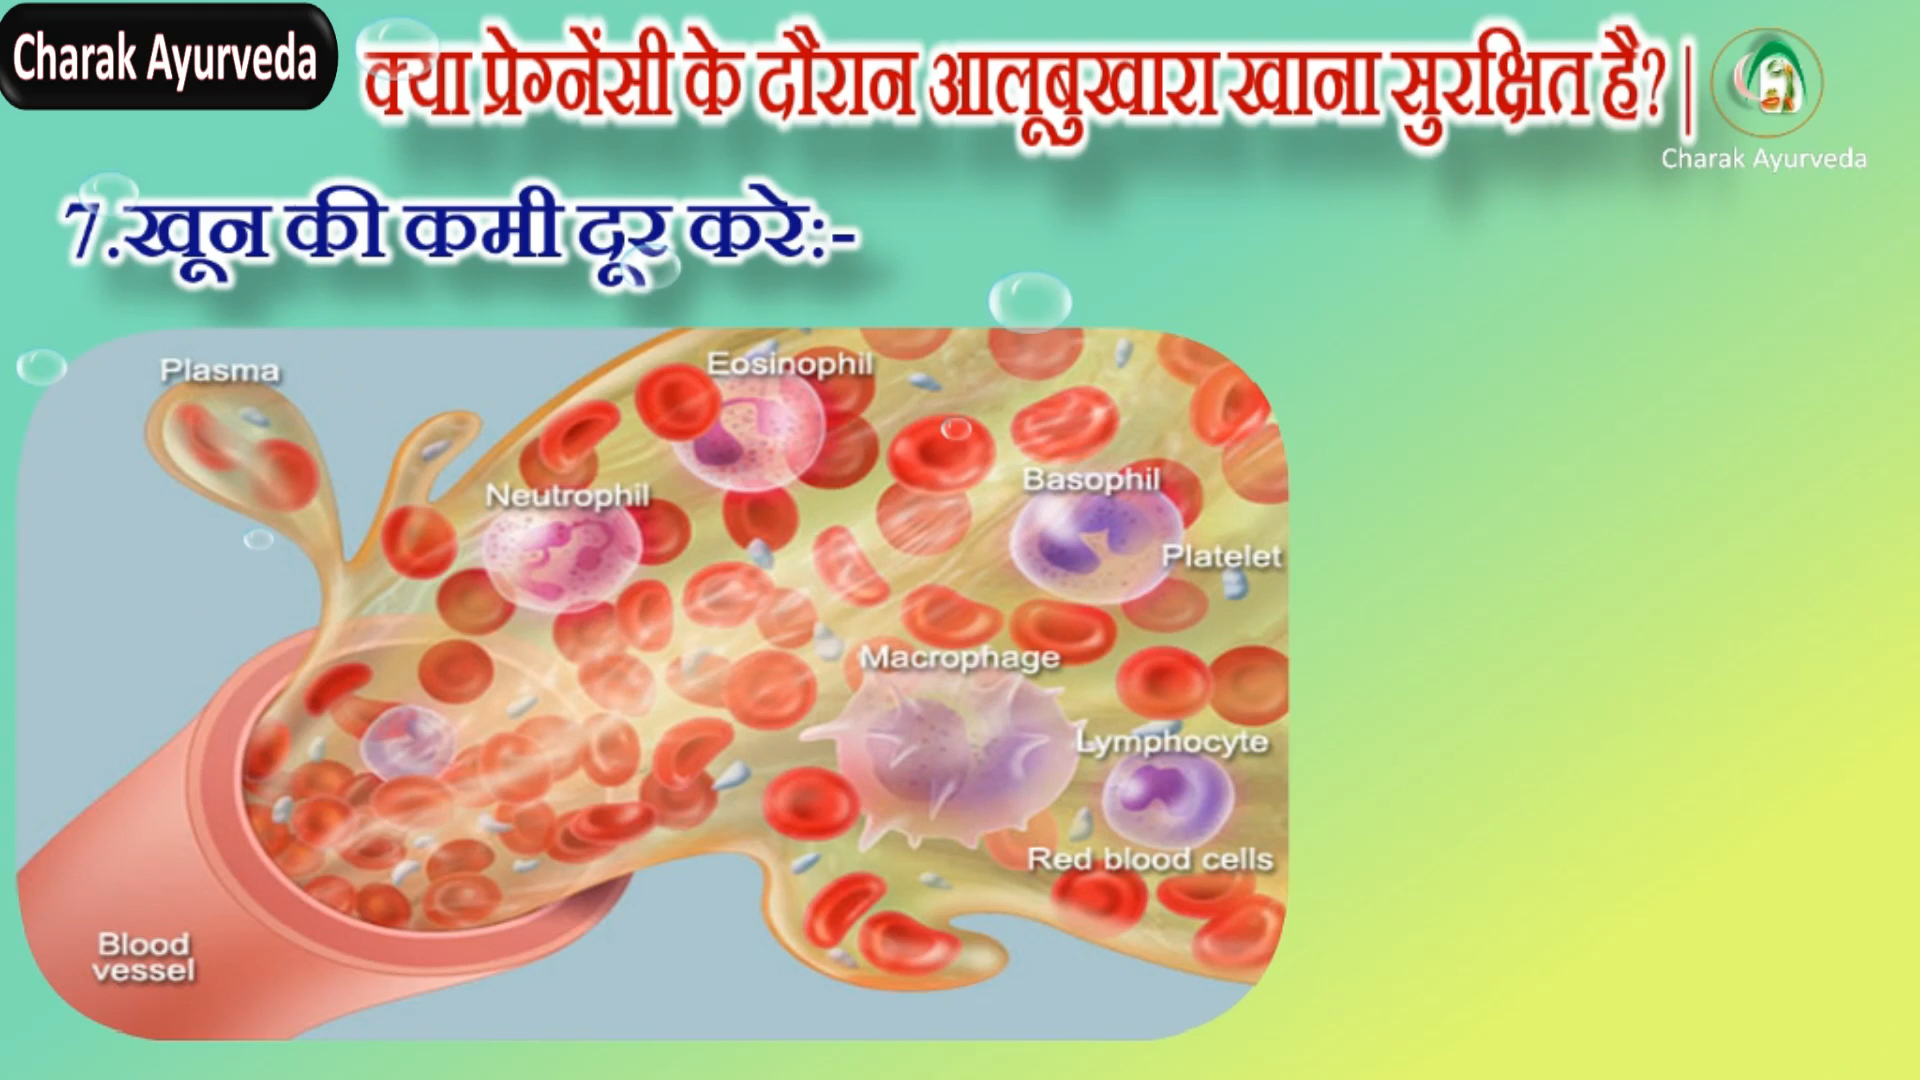 Charak Ayurveda
क्या प्रेग्नेंसी के दौरान आलूबुखारा खाना सुरक्षित है? |
Charak Ayurveda
7.खून की कमी दूर करे:-
Plasma
Eosinophil
Neutrophil
Basophil
Platelet
Macrophage
Lymphocyte
Red blood cells
Blood
vessel